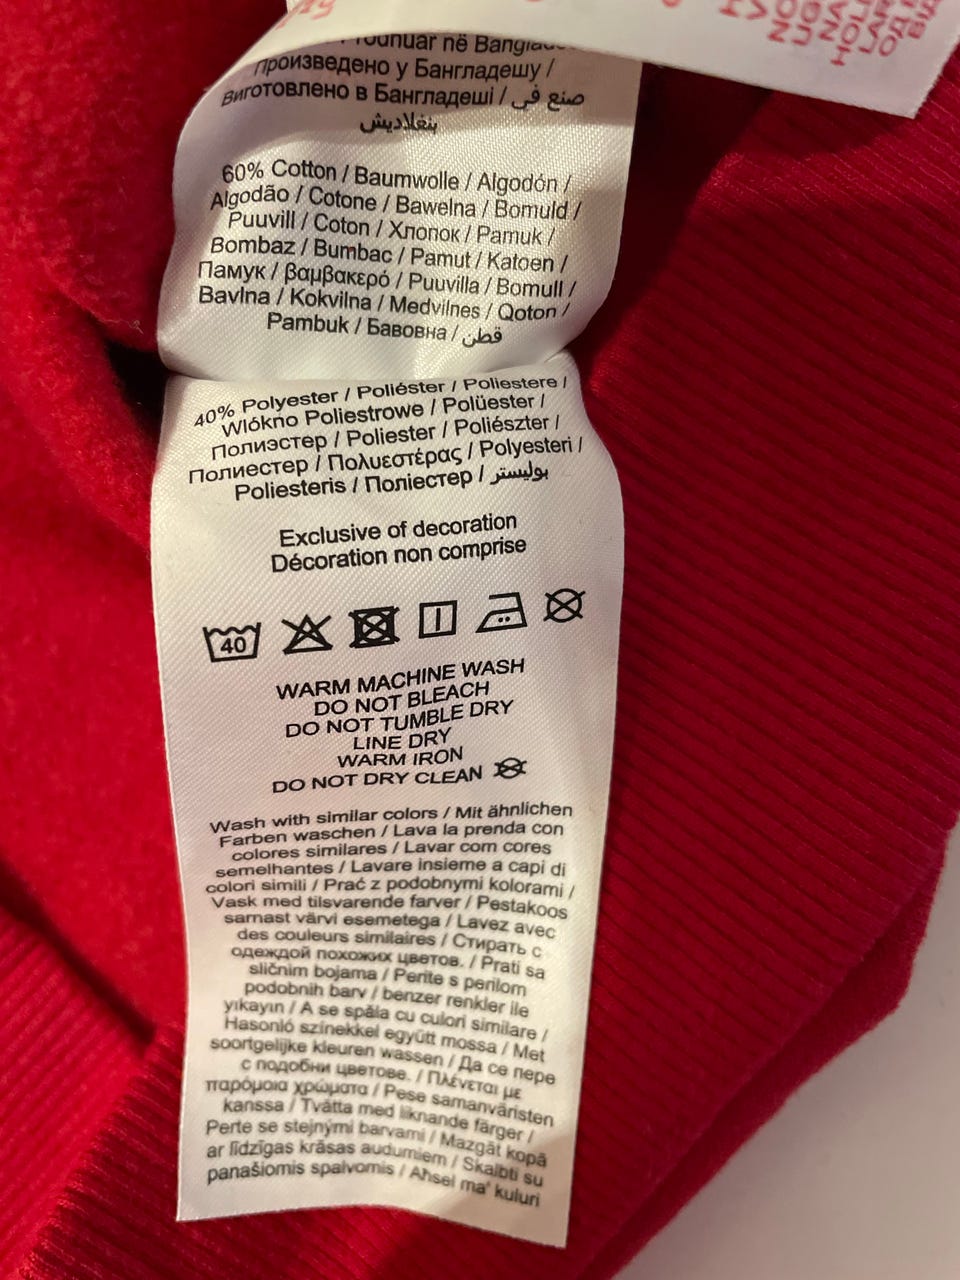 Произведено у Бангладешу /
Виготовлено в Бангладеші / صنع في
بنغلاديش
60% Cotton / Baumwolle / Algodón /
Algodão / Cotone / Bawelna / Bomuld /
Puuvill / Coton / Хлопок / Pamuk /
Bombaz / Bumbac / Pamut / Katoen /
Памук / βαμβακερό / Puuvilla / Bomull /
Bavlna / Kokvilna / Medvilnes / Qoton /
Pambuk / Бавовна / قطن
40% Polyester / Poliéster / Poliestere /
Wlókno Poliestrowe / Polüester /
Полиэстер / Poliester / Poliészter /
Полиестер / Πολυεστέρας / Polyesteri /
Poliesteris / Поліестер / بوليستر
Exclusive of decoration
Décoration non comprise
40
WARM MACHINE WASH
DO NOT BLEACH
DO NOT TUMBLE DRY
LINE DRY
WARM IRON
DO NOT DRY CLEAN
Wash with similar colors / Mit ähnlichen
Farben waschen / Lava la prenda con
colores similares / Lavar com cores
semelhantes / Lavare insieme a capi di
colori simili / Prać z podobnymi kolorami /
Vask med tilsvarende farver / Pestakoos
samast värvi esemetega / Lavez avec
des couleurs similaires / Стирать с
одеждой похожих цветов. / Prati sa
sličnim bojama / Perite s perilom
podobnih barv / benzer renkler ile
yıkayın / A se spăla cu culori similare /
Hasonló színekkel együtt mossa / Met
soortgelijke kleuren wassen / Да се пере
с подобни цветове. / Πλένεται με
παρόμοια χρώματα / Pese samanväristen
kanssa / Tvätta med liknande färger /
Perte se stejnými barvami / Mazgāt kopā
ar līdzīgas krāsas audumiem / Skalbti su
panašiomis spalvomis / Aħsel ma' kuluri